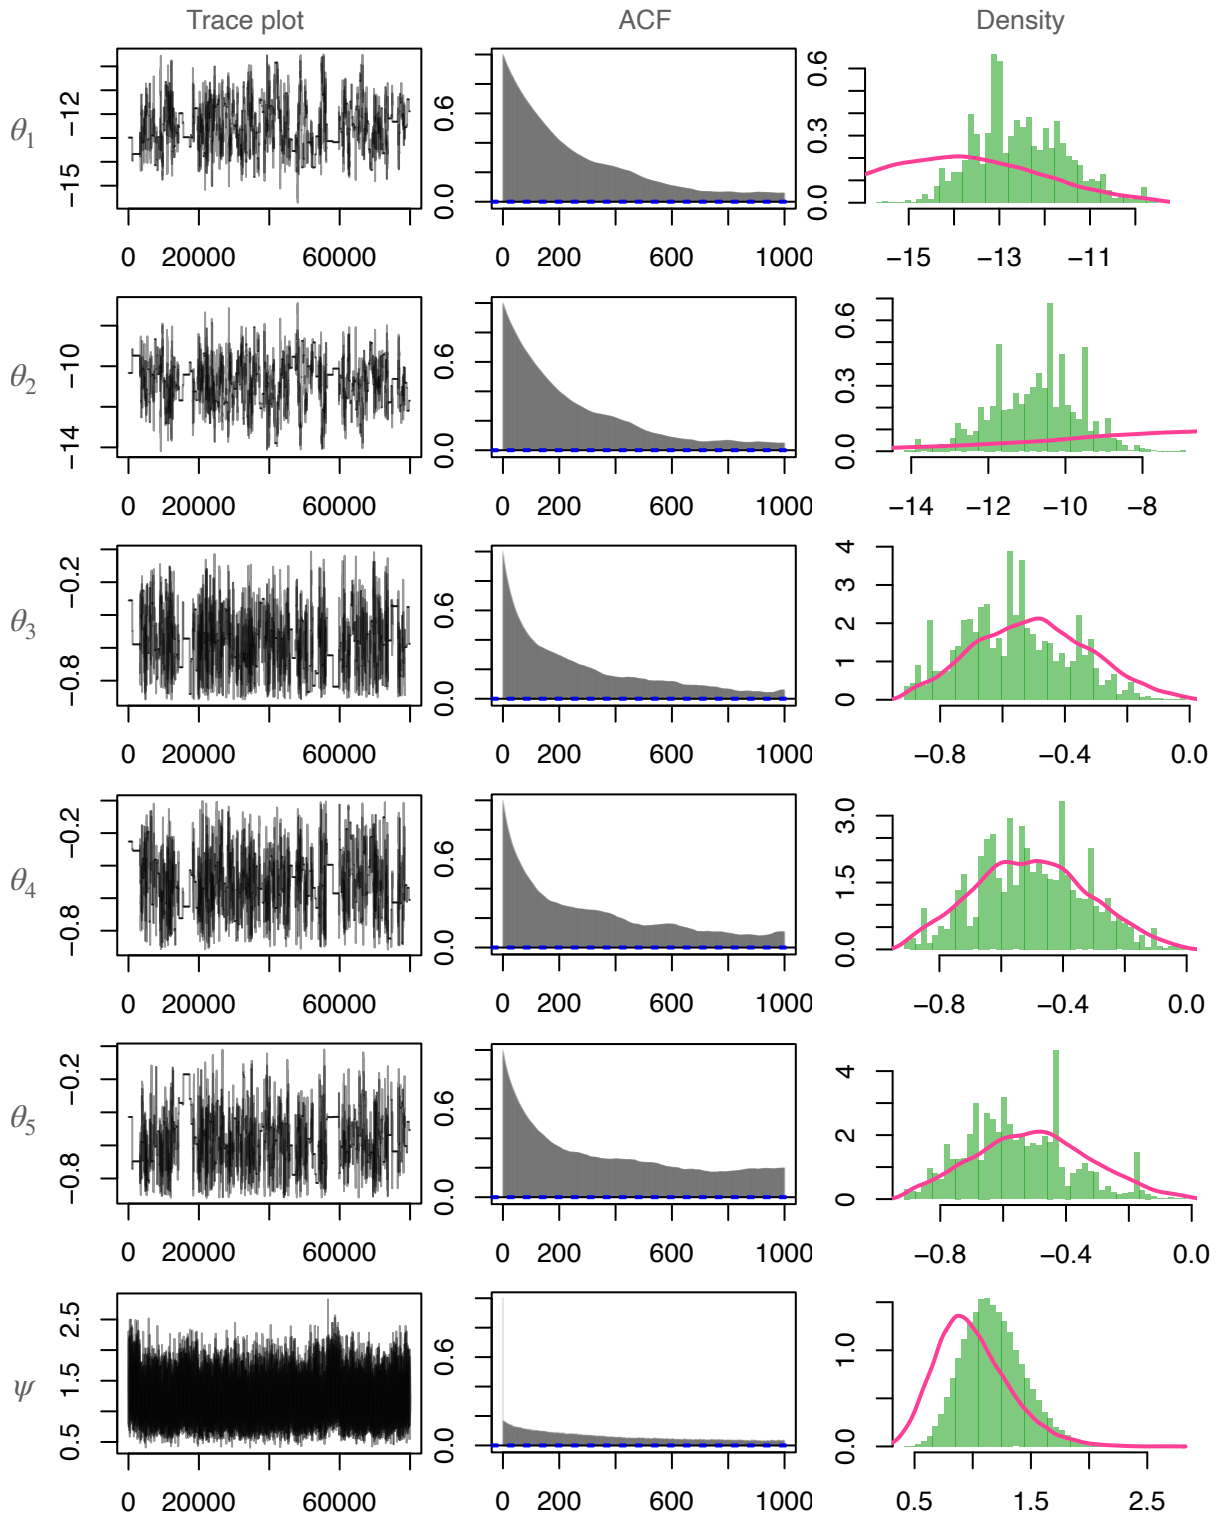 Trace plot ACF Density
θ1 −15 −12 0 20000 60000 0.0 0.6 0 200 600 1000 0.0 0.3 0.6 −15 −13 −11
θ2 −14 −10 0 20000 60000 0.0 0.6 0 200 600 1000 0.0 0.3 0.6 −14 −12 −10 −8
θ3 −0.8 −0.2 0 20000 60000 0.0 0.6 0 200 600 1000 0 1 2 3 4 −0.8 −0.4 0.0
θ4 −0.8 −0.2 0 20000 60000 0.0 0.6 0 200 600 1000 0.0 1.5 3.0 −0.8 −0.4 0.0
θ5 −0.8 −0.2 0 20000 60000 0.0 0.6 0 200 600 1000 0 2 4 −0.8 −0.4 0.0
ψ 0.5 1.5 2.5 0 20000 60000 0.0 0.6 0 200 600 1000 0.0 1.0 0.5 1.5 2.5